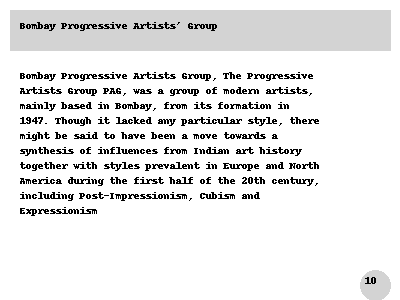 Bombay Progressive Artists' Group
Bombay Progressive Artists Group, The Progressive
Artists Group PAG, was a group of modern artists,
mainly based in Bombay, from its formation in
1947. Though it lacked any particular style, there
might be said to have been a move towards a
synthesis of influences from Indian art history
together with styles prevalent in Europe and North
America during the first half of the 20th century,
including Post-Impressionism, Cubism and
Expressionism
10